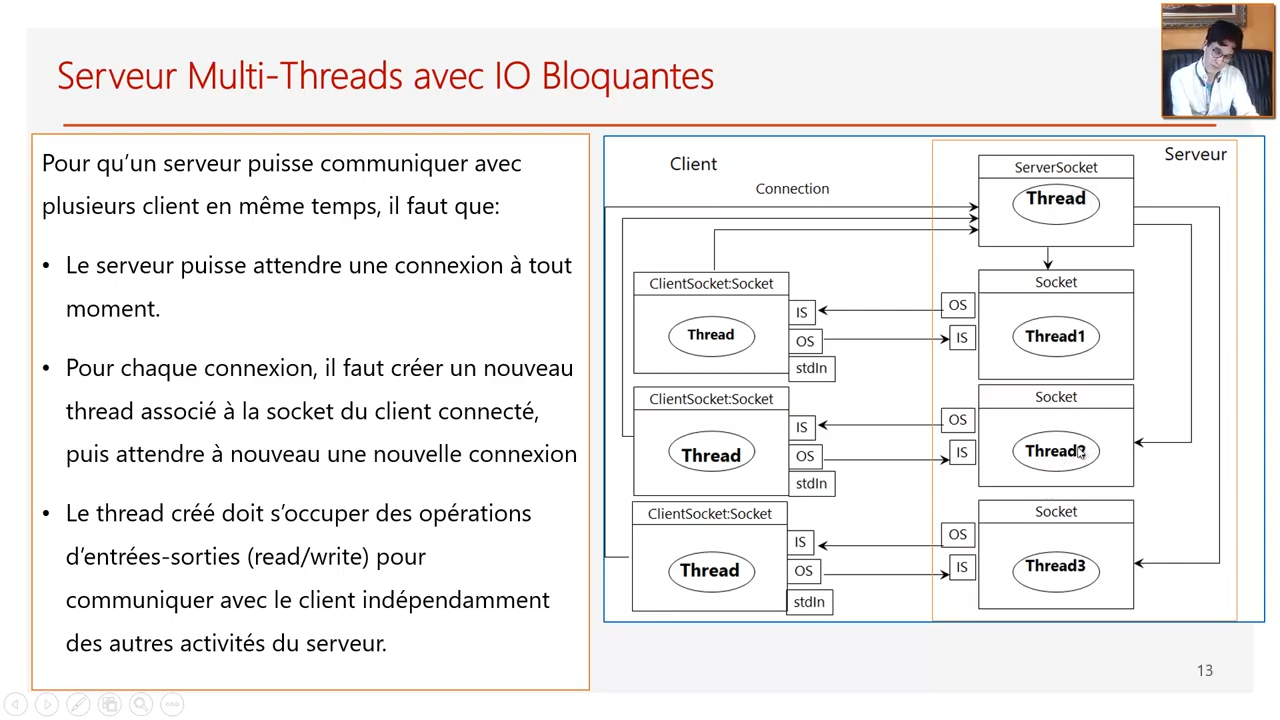 Serveur Multi-Threads avec IO Bloquantes
Pour qu’un serveur puisse communiquer avec
plusieurs client en même temps, il faut que:
• Le serveur puisse attendre une connexion à tout
moment.
• Pour chaque connexion, il faut créer un nouveau
thread associé à la socket du client connecté,
puis attendre à nouveau une nouvelle connexion
• Le thread créé doit s’occuper des opérations
d’entrées-sorties (read/write) pour
communiquer avec le client indépendamment
des autres activités du serveur.
Client
Serveur
Connection
ServerSocket
Thread
ClientSocket:Socket
Thread
IS
OS
stdIn
OS
IS
Socket
Thread1
ClientSocket:Socket
Thread
IS
OS
stdIn
OS
IS
Socket
Thread2
ClientSocket:Socket
Thread
IS
OS
stdIn
OS
IS
Socket
Thread3
13